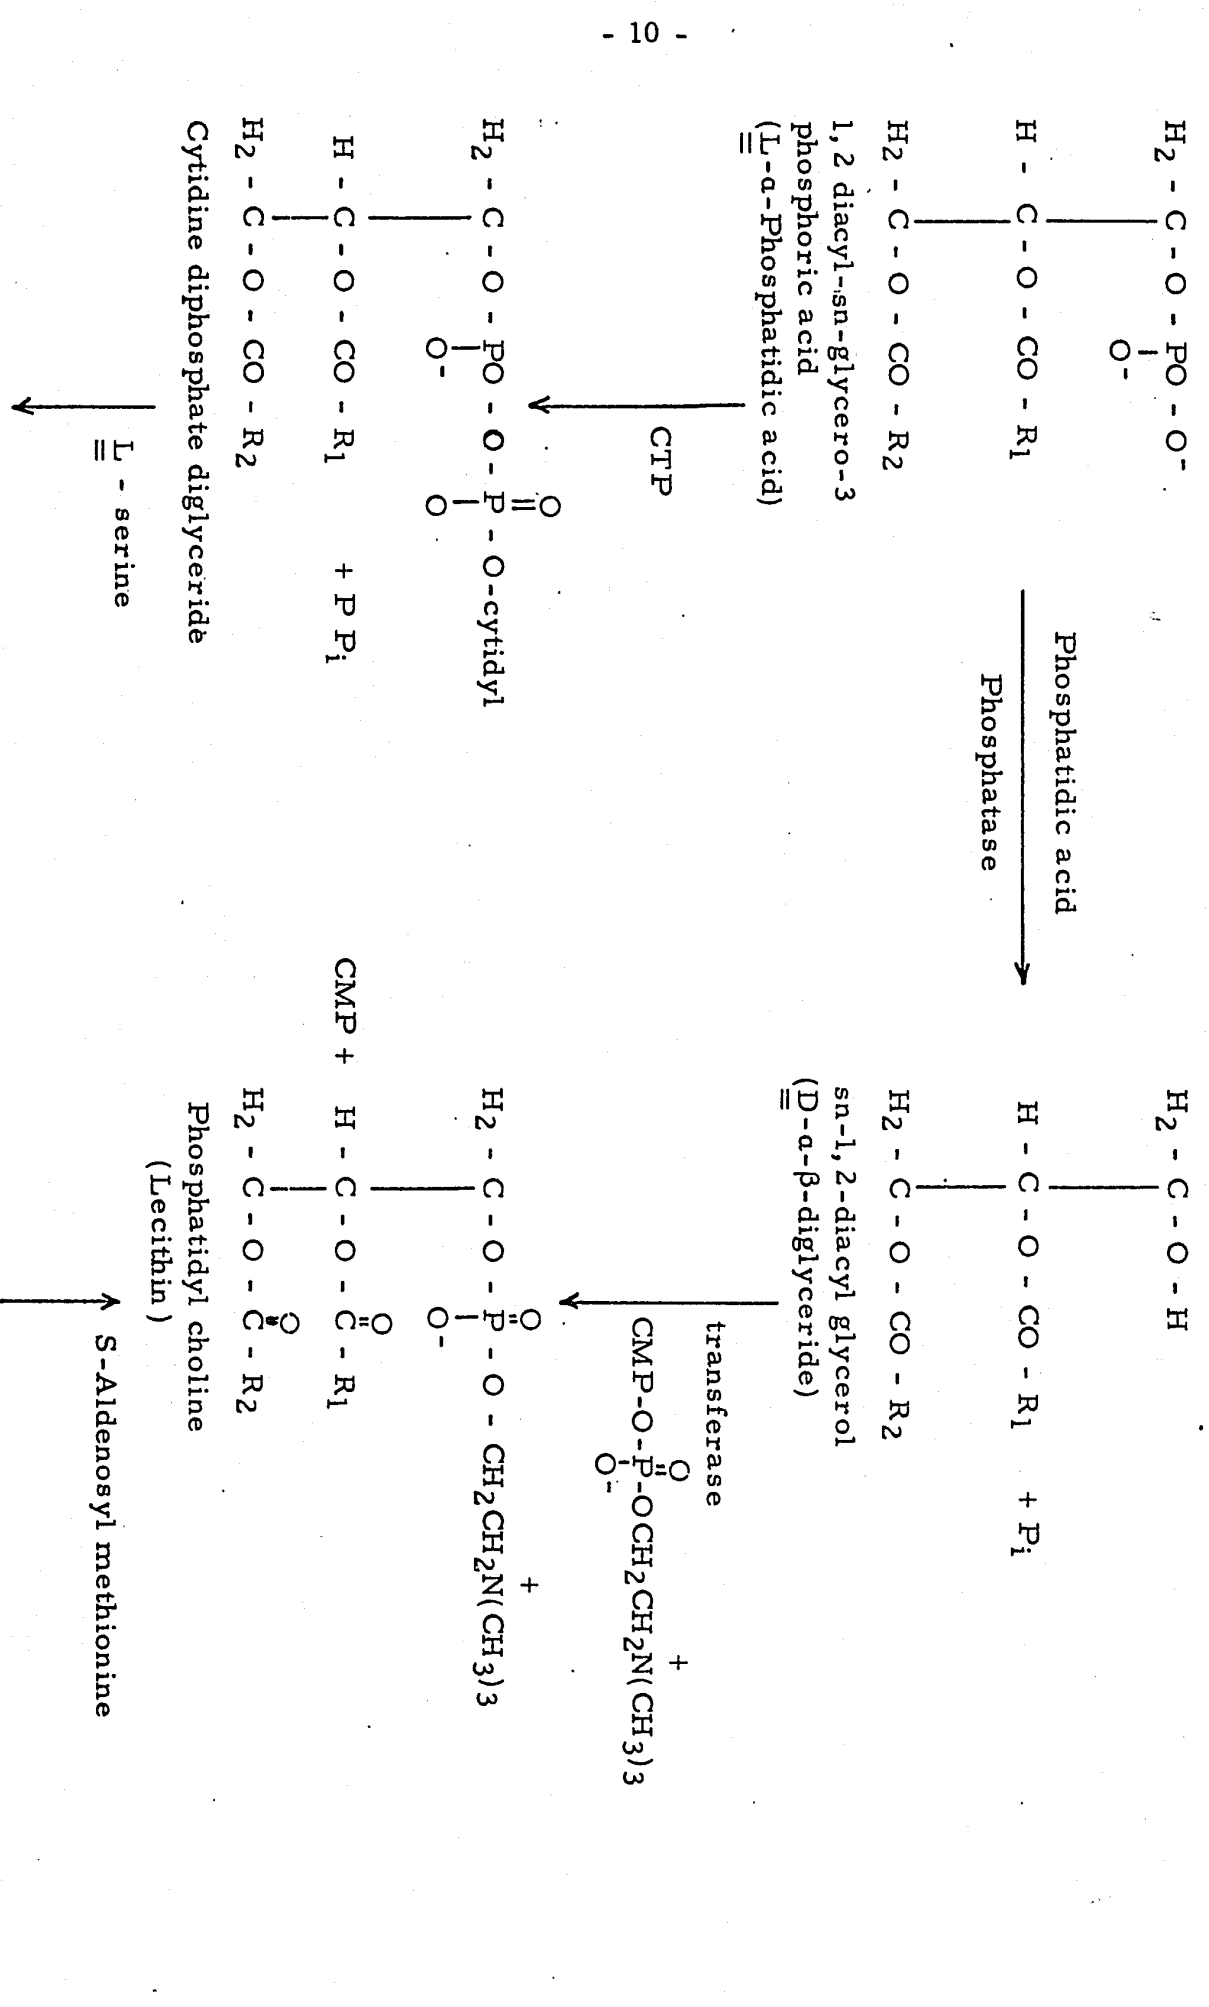 - 10 -
H2 - C - O - PO - O-
O-
H - C - O - CO - R1
H2 - C - O - CO - R2
1, 2 diacyl-sn-glycero-3
phosphoric acid
(L-α-Phosphatidic acid)
Phosphatidic acid
Phosphatase
H2 - C - O - H
H - C - O - CO - R1 + Pi
H2 - C - O - CO - R2
sn-1, 2-diacyl glycerol
(D-α-β-diglyceride)
CTP
transferase
O +
CMP-O-P-OCH2CH2N(CH3)3
O-
O
H2 - C - O - PO - O - P - O-cytidyl
O- O
H - C - O - CO - R1 + P Pi
H2 - C - O - CO - R2
Cytidine diphosphate diglyceride
L - serine
O +
H2 - C - O - P - O - CH2CH2N(CH3)3
O-
O
CMP + H - C - O - C - R1
O
H2 - C - O - C - R2
Phosphatidyl choline
(Lecithin)
S-Aldenosyl methionine